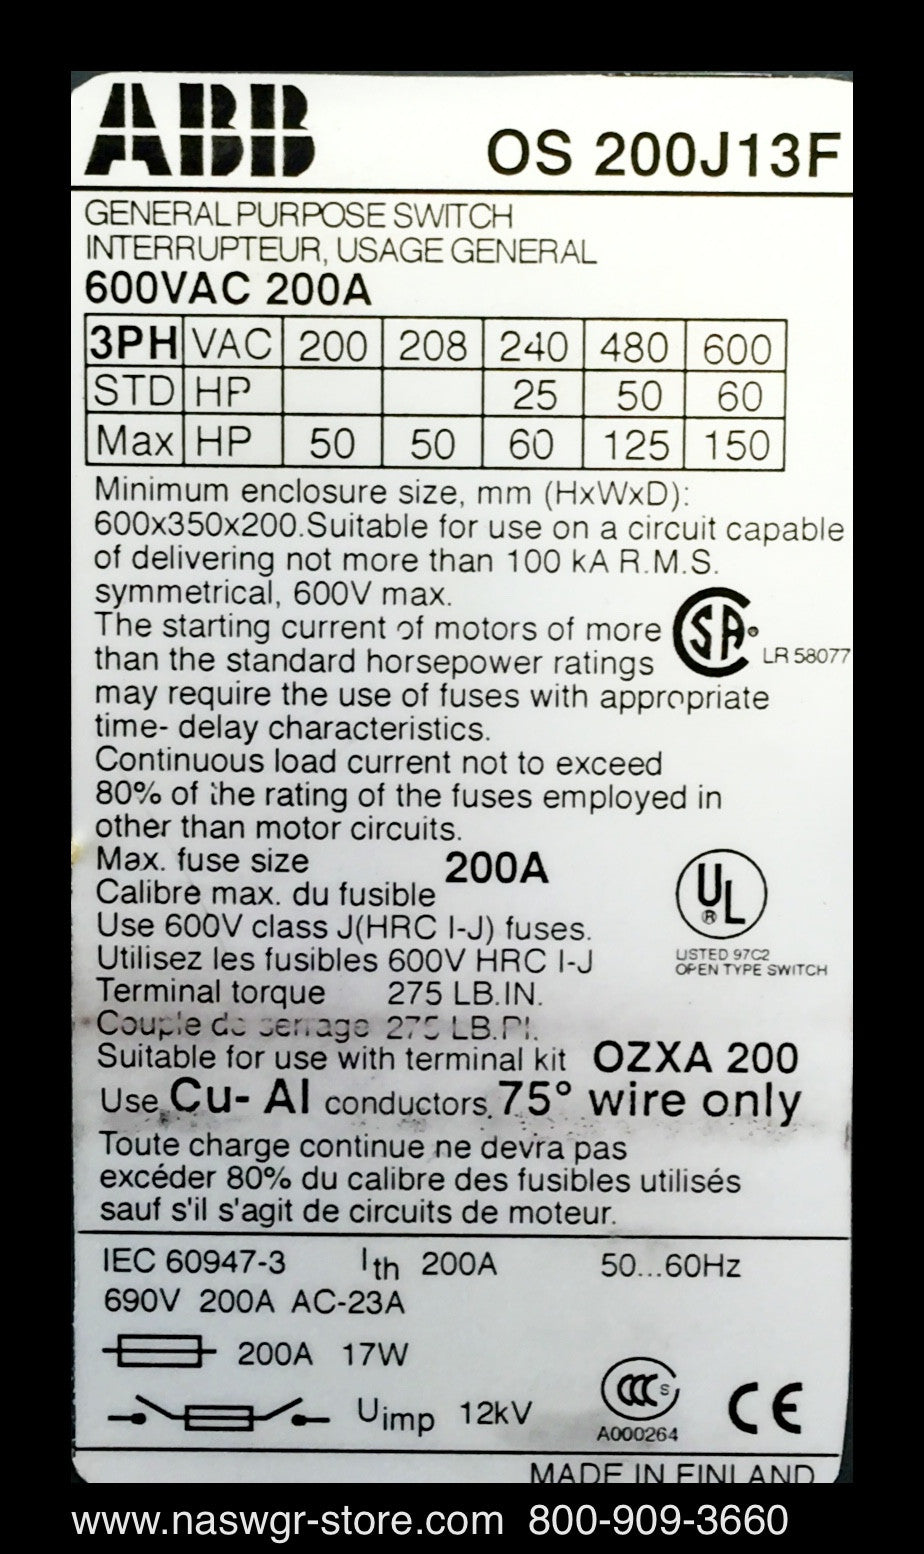 ABB OS 200J13F
GENERAL PURPOSE SWITCH
INTERRUPTEUR, USAGE GENERAL
600VAC 200A
3PH VAC 200 208 240 480 600
STD HP 25 50 60
Max HP 50 50 60 125 150
Minimum enclosure size, mm (HxWxD):
600x350x200.Suitable for use on a circuit capable
of delivering not more than 100 kA R.M.S.
symmetrical, 600V max.
The starting current of motors of more
than the standard horsepower ratings
may require the use of fuses with appropriate
time- delay characteristics.
SA® LR 58077
Continuous load current not to exceed
80% of the rating of the fuses employed in
other than motor circuits.
Max. fuse size 200A
Calibre max. du fusible
Use 600V class J(HRC I-J) fuses.
Utilisez les fusibles 600V HRC I-J
UL ®
LISTED 97C2
OPEN TYPE SWITCH
Terminal torque 275 LB.IN.
Couple de serrage 275 LB.PI.
Suitable for use with terminal kit OZXA 200
Use Cu- Al conductors, 75° wire only
Toute charge continue ne devra pas
excéder 80% du calibre des fusibles utilisés
sauf s'il s'agit de circuits de moteur.
IEC 60947-3 Ith 200A 50...60Hz
690V 200A AC-23A
200A 17W
Uimp 12kV
CCC S
A000264
CE
MADE IN FINLAND
www.naswgr-store.com 800-909-3660